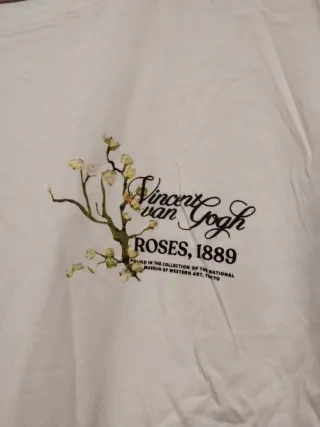 Vincent
van Gogh
ROSES, 1889
FOUND IN THE COLLECTION OF THE NATIONAL
MUSEUM OF WESTERN ART, TOKYO